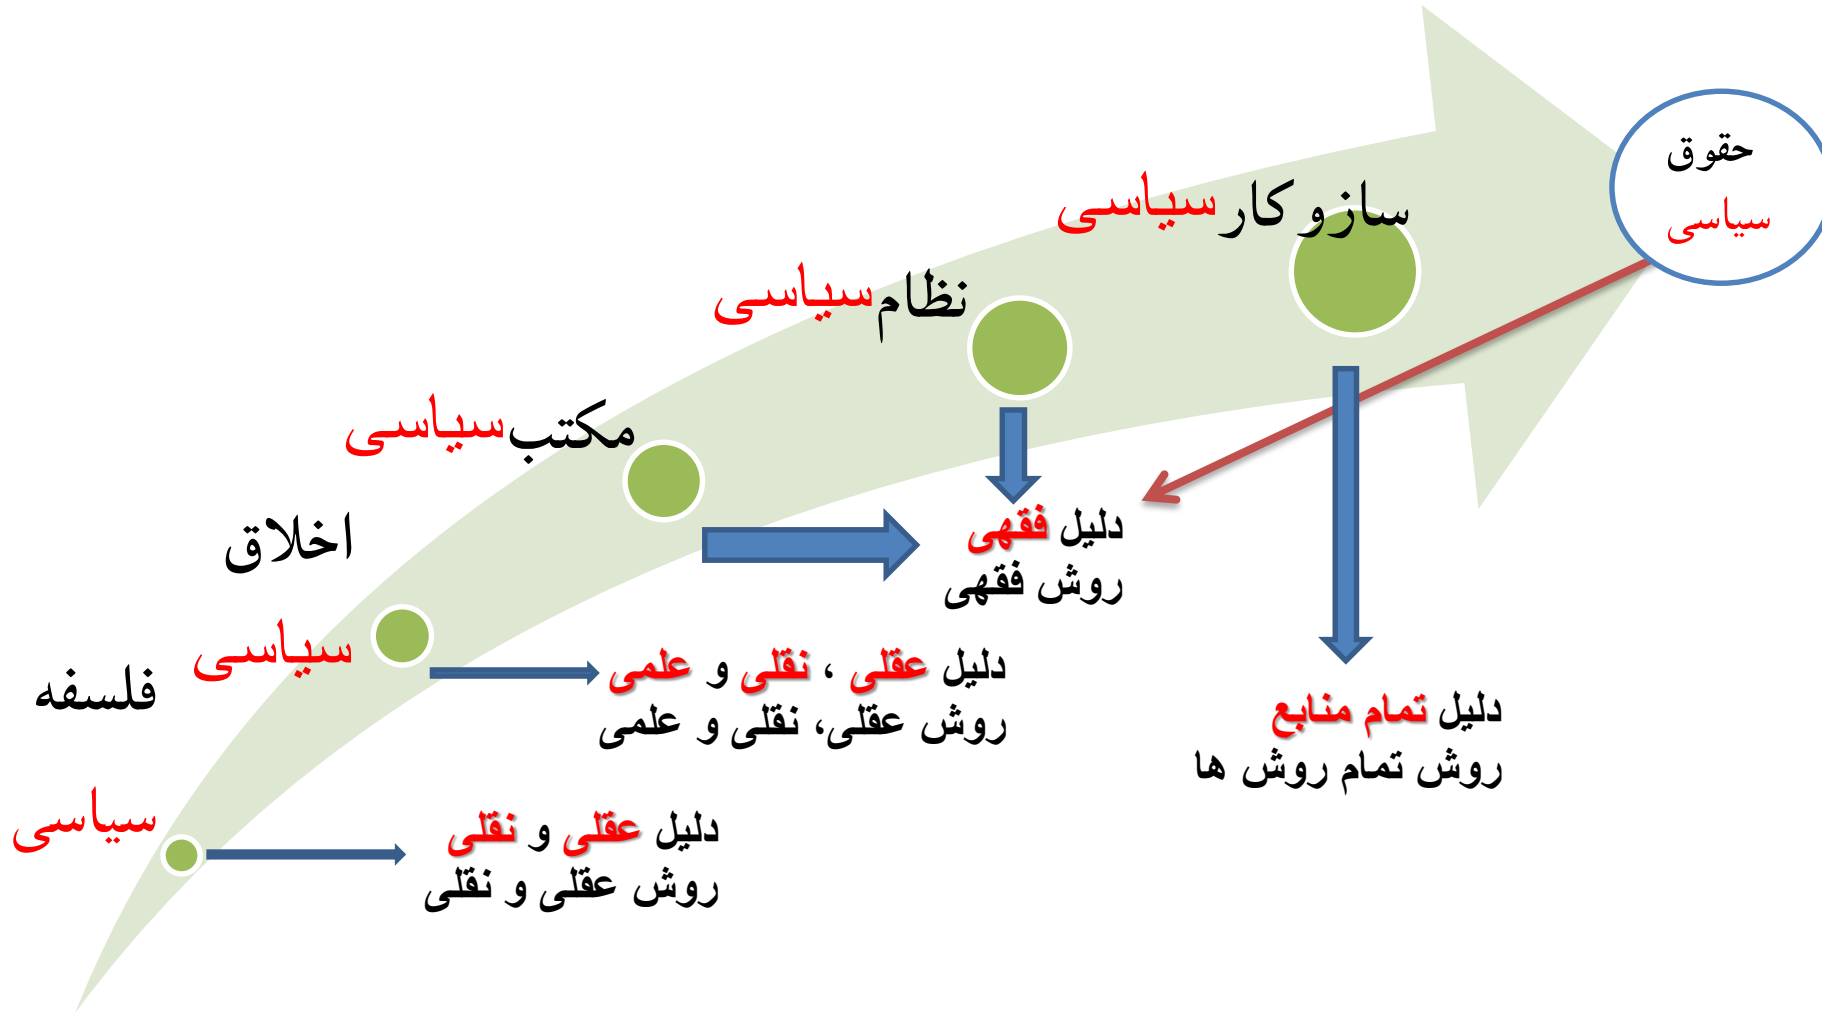 حقوق
سیاسی
سازوکار سیاسی
نظام سیاسی
مکتب سیاسی
اخلاق
سیاسی
فلسفه
سیاسی
دلیل فقهی
روش فقهی
دلیل عقلی ، نقلی و علمی
روش عقلی، نقلی و علمی
دلیل تمام منابع
روش تمام روش ها
دلیل عقلی و نقلی
روش عقلی و نقلی